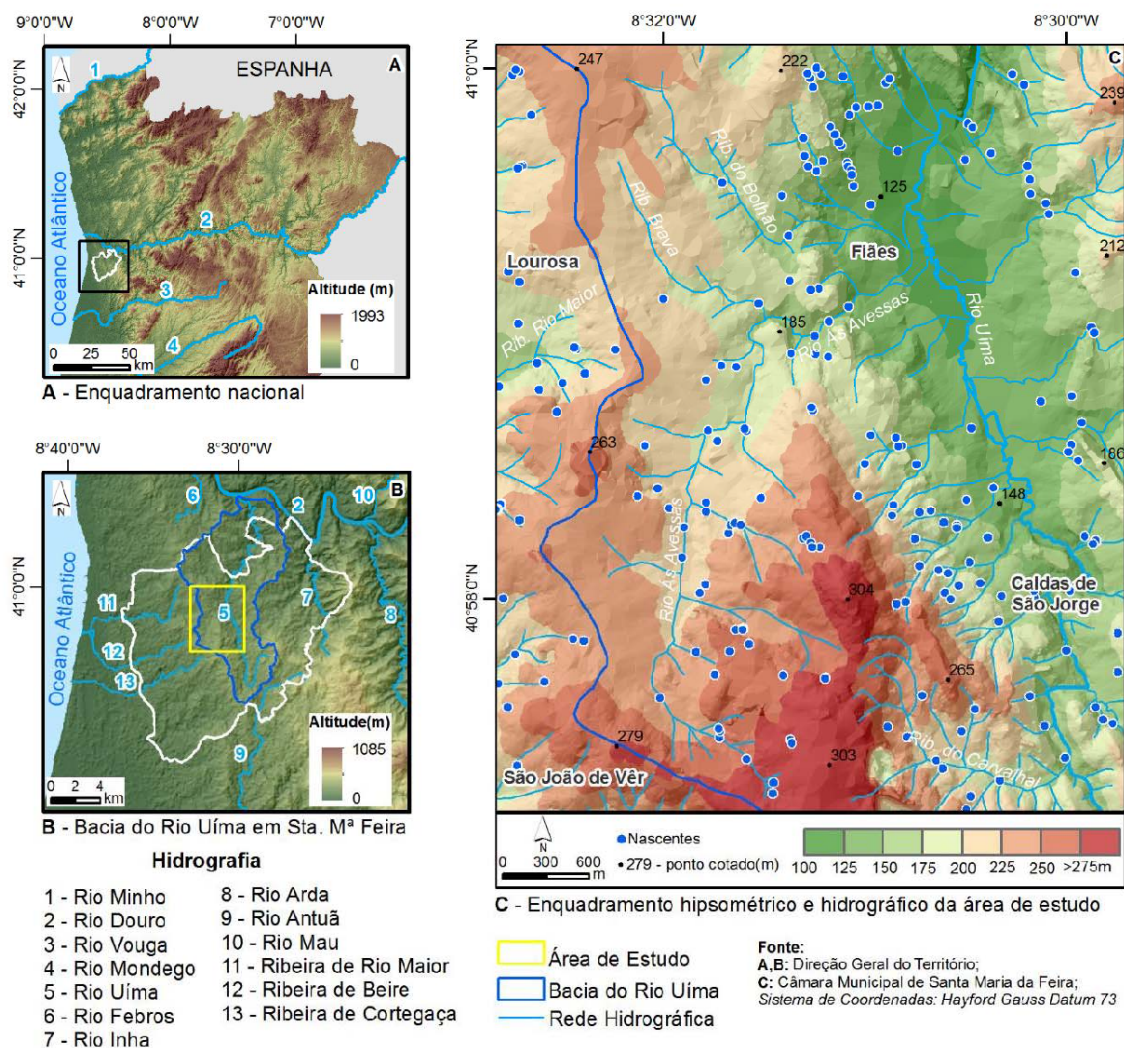 9°0'0"W
8°0'0"W
7°0'0"W
42°0'0"N
41°0'0"N
A
N
ESPANHA
Oceano Atlântico
1
2
3
4
Altitude (m)
1993
0
0 25 50
km
A - Enquadramento nacional
8°40'0"W
8°30'0"W
41°0'0"N
B
N
Oceano Atlântico
6
2
10
5
7
8
11
12
13
9
Altitude(m)
1085
0
0 2 4
km
B - Bacia do Rio Uíma em Sta. Mª Feira
Hidrografia
1 - Rio Minho
2 - Rio Douro
3 - Rio Vouga
4 - Rio Mondego
5 - Rio Uíma
6 - Rio Febros
7 - Rio Inha
8 - Rio Arda
9 - Rio Antuã
10 - Rio Mau
11 - Ribeira de Rio Maior
12 - Ribeira de Beire
13 - Ribeira de Cortegaça
8°32'0"W
8°30'0"W
41°0'0"N
40°58'0"N
C
247
222
239
Rib. do Bolhão
125
Rib. Brava
Fiães
212
Lourosa
Rib. Rio Maior
185
Rio Às Avessas
Rio Uíma
263
186
148
Rio Às Avessas
304
Caldas de
São Jorge
265
279
303
Rib. do Carvalhal
São João de Vêr
N
0 300 600
m
Nascentes
279 - ponto cotado(m)
100 125 150 175 200 225 250 >275m
C - Enquadramento hipsométrico e hidrográfico da área de estudo
Área de Estudo
Bacia do Rio Uíma
Rede Hidrográfica
Fonte:
A,B: Direção Geral do Território;
C: Câmara Municipal de Santa Maria da Feira;
Sistema de Coordenadas: Hayford Gauss Datum 73